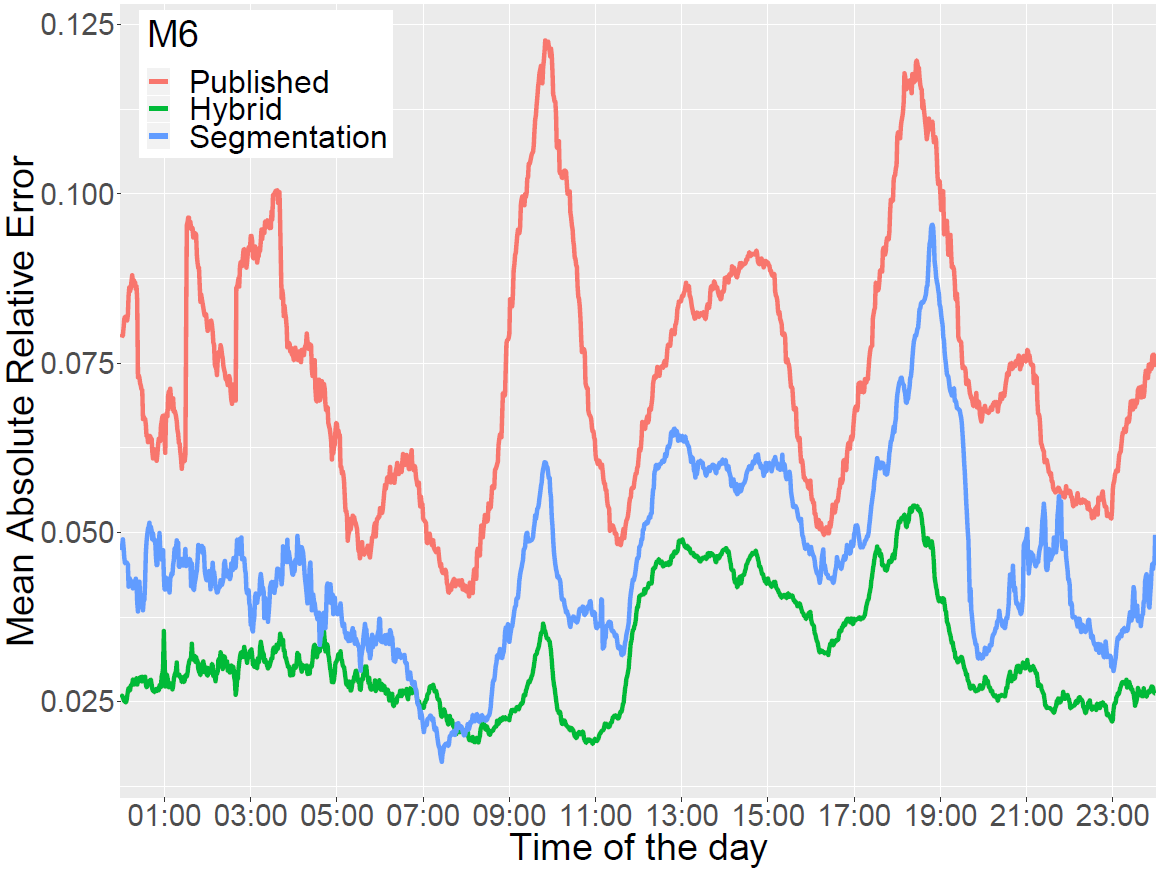 M6
Published
Hybrid
Segmentation
Mean Absolute Relative Error
0.125
0.100
0.075
0.050
0.025
01:00 03:00 05:00 07:00 09:00 11:00 13:00 15:00 17:00 19:00 21:00 23:00
Time of the day